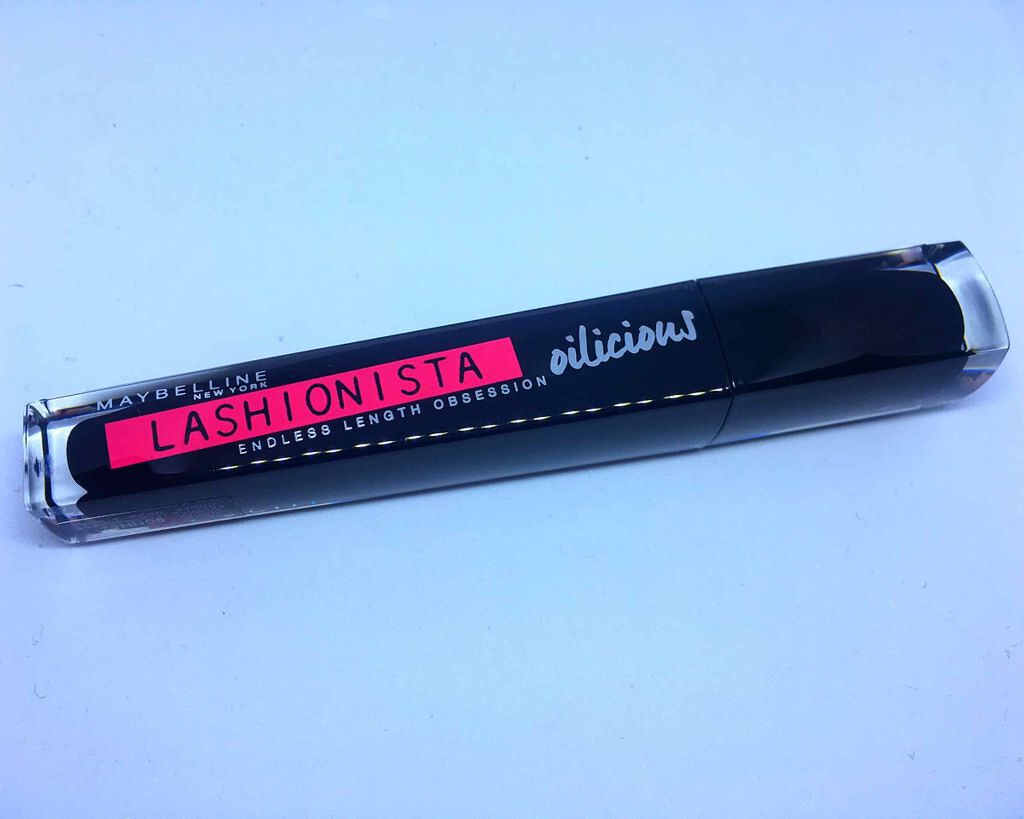 MAYBELLINE
NEW YORK
LASHIONISTA
ENDLESS LENGTH OBSESSION
oilicious